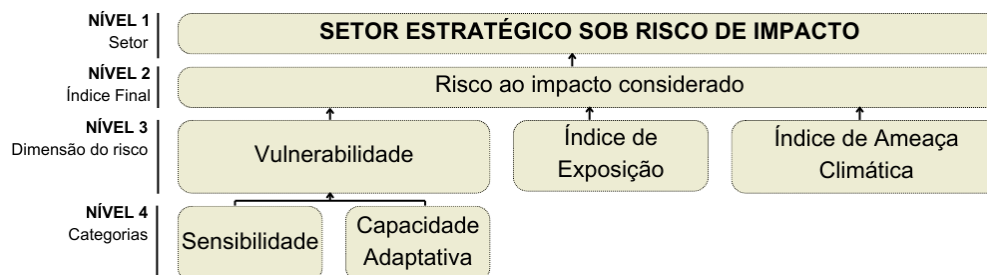 NÍVEL 1
Setor
SETOR ESTRATÉGICO SOB RISCO DE IMPACTO
NÍVEL 2
Índice Final
Risco ao impacto considerado
NÍVEL 3
Dimensão do risco
Vulnerabilidade
Índice de
Exposição
Índice de Ameaça
Climática
NÍVEL 4
Categorias
Sensibilidade
Capacidade
Adaptativa